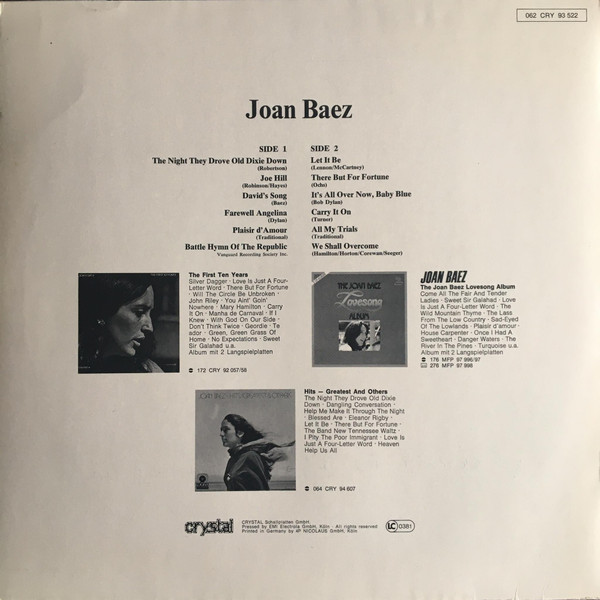 062 CRY 93 522
Joan Baez
SIDE 1
The Night They Drove Old Dixie Down
(Robertson)
Joe Hill
(Robinson/Hayes)
David's Song
(Baez)
Farewell Angelina
(Dylan)
Plaisir d'Amour
(Traditional)
Battle Hymn Of The Republic
Vanguard Recording Society Inc.
SIDE 2
Let It Be
(Lennon/McCartney)
There But For Fortune
(Ochs)
It's All Over Now, Baby Blue
(Bob Dylan)
Carry It On
(Turner)
All My Trials
(Traditional)
We Shall Overcome
(Hamilton/Horton/Corawan/Seeger)
The First Ten Years
Silver Dagger · Love Is Just A Four-
Letter Word · There But For Fortune
· Will The Circle Be Unbroken ·
John Riley · You Aint' Goin'
Nowhere · Mary Hamilton · Carry
It On · Manha de Carnaval · If I
Knew · With God On Our Side ·
Don't Think Twice · Geordie · Te
ador · Green, Green Grass Of
Home · No Expectations · Sweet
Sir Galahad u.a.
Album mit 2 Langspielplatten
172 CRY 92 057/58
THE JOAN BAEZ
Lovesong
ALBUM
JOAN BAEZ
The Joan Baez Lovesong Album
Come All The Fair And Tender
Ladies · Sweet Sir Galahad · Love
Is Just A Four-Letter Word · The
Wild Mountain Thyme · The Lass
From The Low Country · Sad-Eyed
Of The Lowlands · Plaisir d'amour ·
House Carpenter · Once I Had A
Sweetheart · Danger Waters · The
River In The Pines · Turquoise u.a.
Album mit 2 Langspielplatten
176 MFP 97 996/97
276 MFP 97 998
Hits – Greatest And Others
The Night They Drove Old Dixie
Down · Dangling Conversation ·
Help Me Make It Through The Night
· Blessed Are · Eleanor Rigby ·
Let It Be · There But For Fortune ·
The Band New Tennessee Waltz ·
I Pity The Poor Immigrant · Love Is
Just A Four-Letter Word · Heaven
Help Us All
064 CRY 94 607
crystal
CRYSTAL Schallplatten GmbH.
Pressed by EMI Electrola GmbH, Köln · All rights reserved
Printed in Germany by 4P NICOLAUS GmbH, Köln.
LC 0381